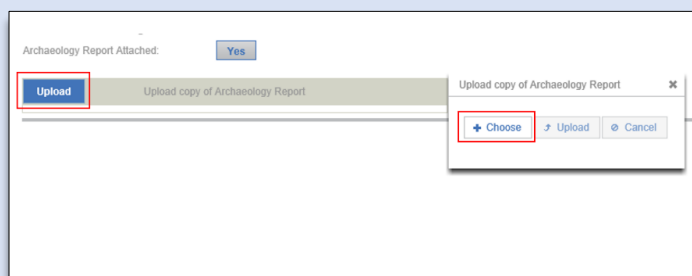 Archaeology Report Attached:
Yes
Upload
Upload copy of Archaeology Report
Upload copy of Archaeology Report
Choose
Upload
Cancel